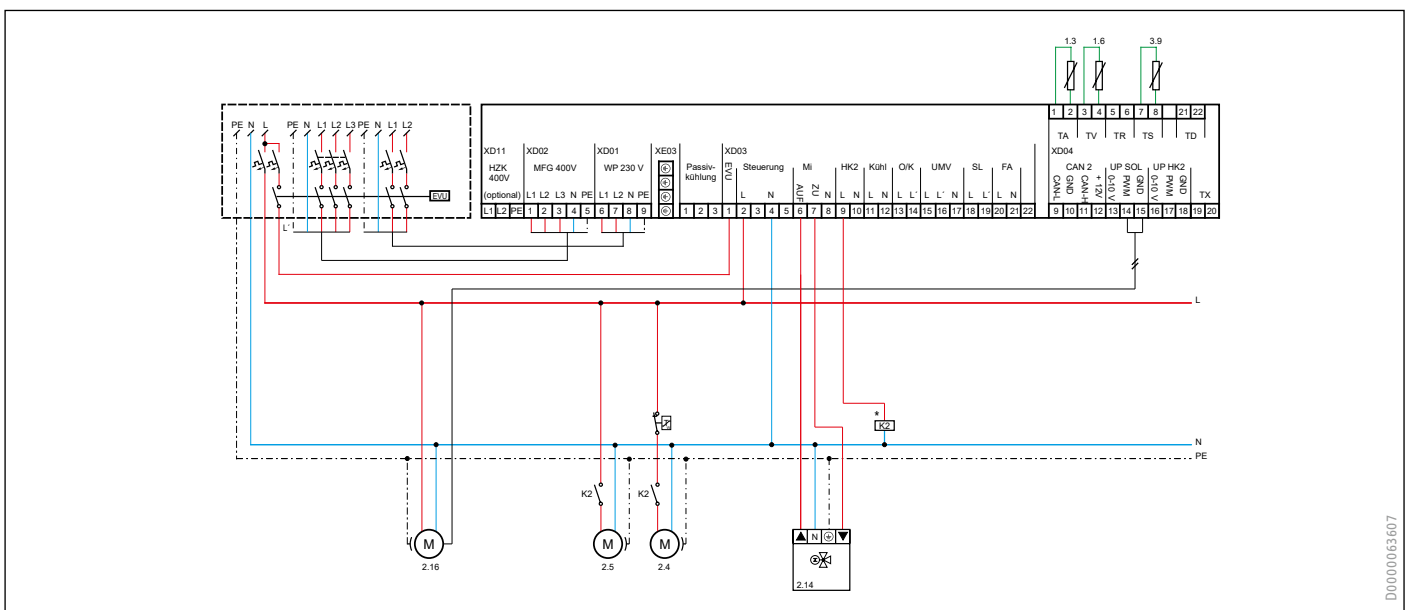 1.3 1.6 3.9
1 2 3 4 5 6 7 8 21 22
TA TV TR TS TD
PE N L PE N L1 L2 L3 PE N L1 L2
XD11 XD02 XD01 XE03 XD03 XD04
HZK 400V (optional)
MFG 400V
WP 230 V
Passiv-
kühlung
EVU
Steuerung
Mi
HK2
Kühl
O/K
UMV
SL
FA
CAN 2
UP SOL
UP HK2
L1 L2 L3 N PE
L1 L2 N PE
L N
AUF ZU N
L N
L N
L L´
L L´ N
L L´
L N
CAN-L
GND
CAN-H
+ 12V
0-10 V
PWM
GND
0-10 V
PWM
GND
TX
L1 L2 PE 1 2 3 4 5 6 7 8 9
1 2 3 1 2 3 4 5 6 7 8 9 10 11 12 13 14 15 16 17 18 19 20 21 22
9 10 11 12 13 14 15 16 17 18 19 20
EVU
L´
L
*
K2
N
PE
K2 K2
M M M
N
2.16 2.5 2.4
2.14
D0000063607